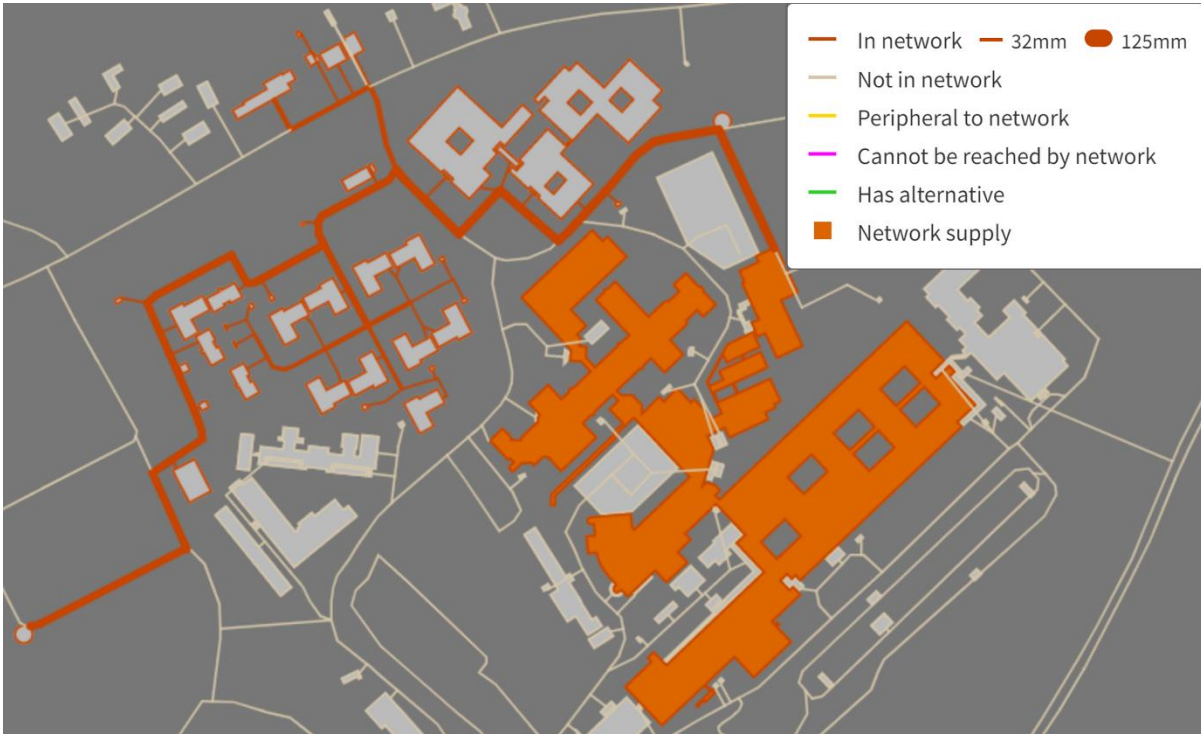 In network 32mm 125mm
Not in network
Peripheral to network
Cannot be reached by network
Has alternative
Network supply